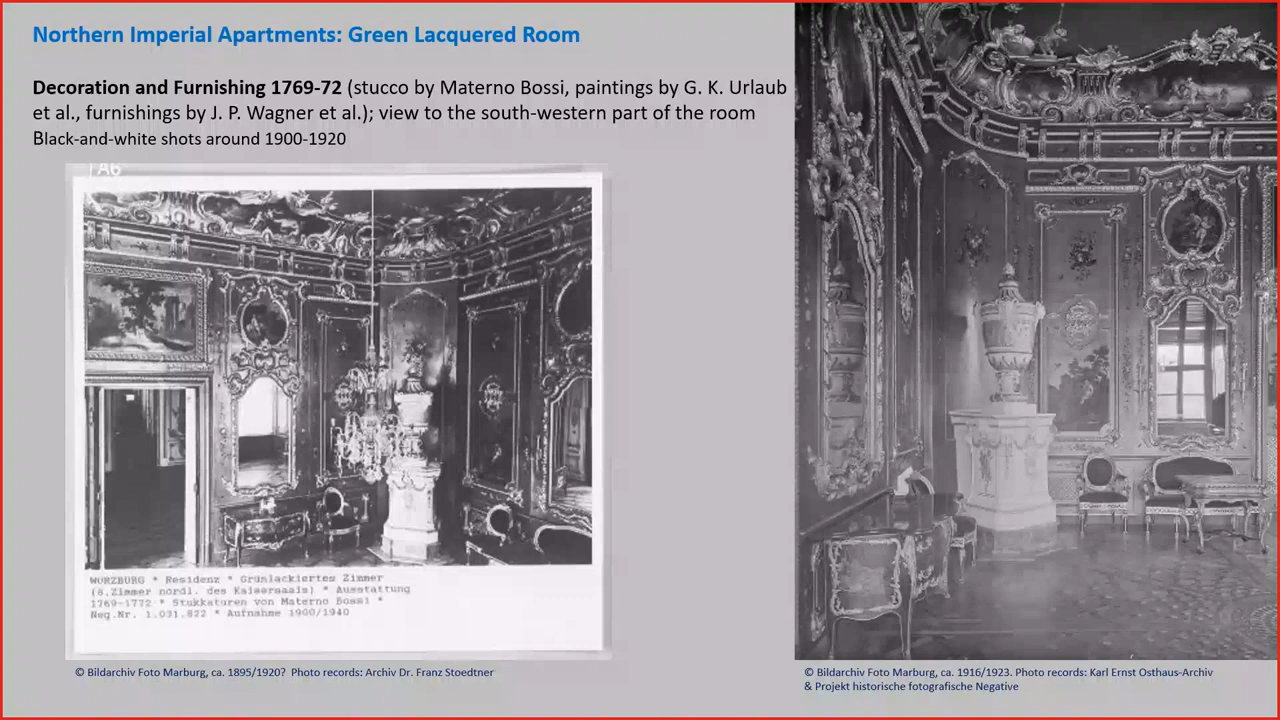 Northern Imperial Apartments: Green Lacquered Room
Decoration and Furnishing 1769-72 (stucco by Materno Bossi, paintings by G. K. Urlaub
et al., furnishings by J. P. Wagner et al.); view to the south-western part of the room
Black-and-white shots around 1900-1920
A6
WÜRZBURG * Residenz * Grünlackiertes Zimmer
(8.Zimmer nördl. des Kaisersaals) * Ausstattung
1769-1772 * Stukkaturen von Materno Bossi *
Neg.Nr. 1.031.822 * Aufnahme 1900/1940
© Bildarchiv Foto Marburg, ca. 1895/1920? Photo records: Archiv Dr. Franz Stoedtner
© Bildarchiv Foto Marburg, ca. 1916/1923. Photo records: Karl Ernst Osthaus-Archiv
& Projekt historische fotografische Negative